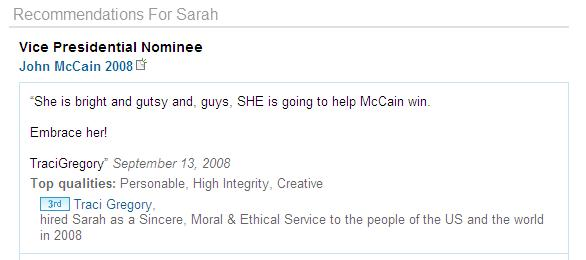 Recommendations For Sarah
Vice Presidential Nominee
John McCain 2008
“She is bright and gutsy and, guys, SHE is going to help McCain win.
Embrace her!
TraciGregory” September 13, 2008
Top qualities: Personable, High Integrity, Creative
3rd Traci Gregory,
hired Sarah as a Sincere, Moral & Ethical Service to the people of the US and the world
in 2008